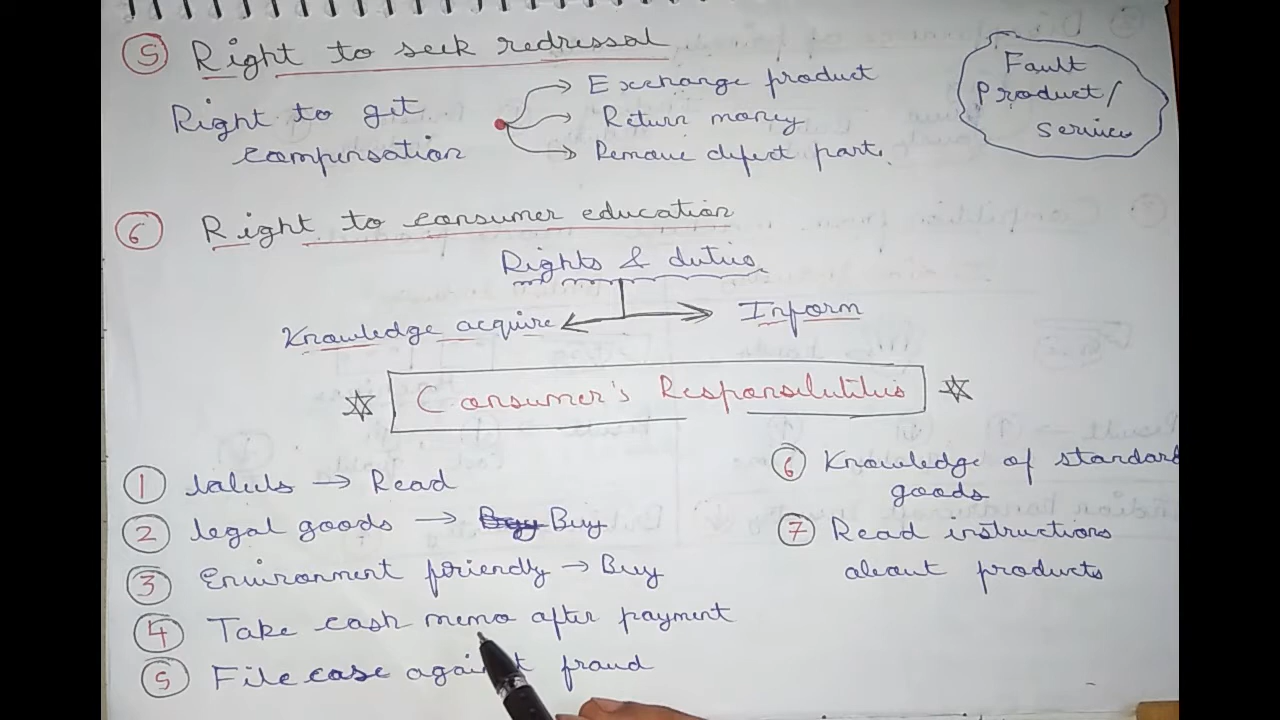 5 Right to seek redressal
Right to get
compensation
Exchange product
Return money
Remove defect part.
Fault
Product/
Service
6 Right to consumer education
Rights & duties
Knowledge acquire
Inform
Consumer's Responsibilities
1 labels → Read
2 legal goods → Buy
3 Environment friendly → Buy
4 Take cash memo after payment
5 File case against fraud
6 Knowledge of standard
goods
7 Read instructions
about products